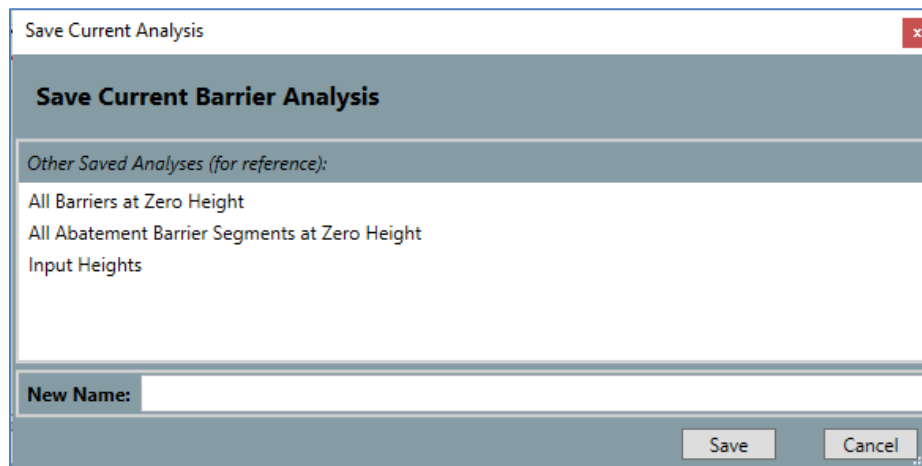 Save Current Analysis
x
Save Current Barrier Analysis
Other Saved Analyses (for reference):
All Barriers at Zero Height
All Abatement Barrier Segments at Zero Height
Input Heights
New Name:
Save Cancel